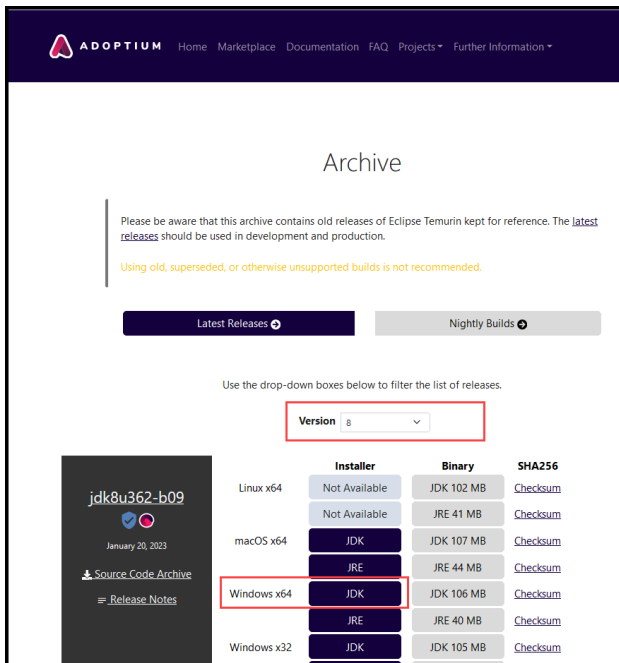 ADOPTIUM Home Marketplace Documentation FAQ Projects Further Information
Archive
Please be aware that this archive contains old releases of Eclipse Temurin kept for reference. The latest
releases should be used in development and production.
Using old, superseded, or otherwise unsupported builds is not recommended.
Latest Releases Nightly Builds
Use the drop-down boxes below to filter the list of releases.
Version 8
Installer Binary SHA256
jdk8u362-b09
January 20, 2023
Source Code Archive
Release Notes
Linux x64 Not Available JDK 102 MB Checksum
Not Available JRE 41 MB Checksum
macOS x64 JDK JDK 107 MB Checksum
JRE JRE 44 MB Checksum
Windows x64 JDK JDK 106 MB Checksum
JRE JRE 40 MB Checksum
Windows x32 JDK JDK 105 MB Checksum